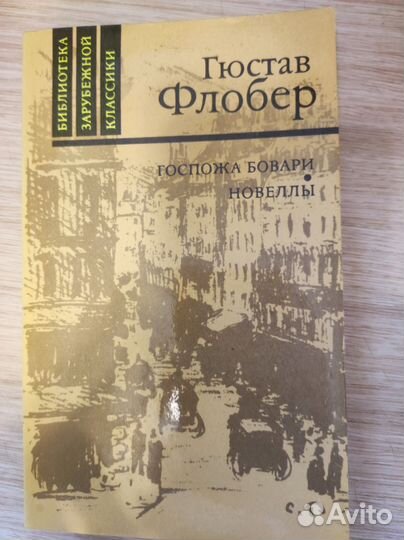 БИБЛИОТЕКА
ЗАРУБЕЖНОЙ
КЛАССИКИ
Гюстав
Флобер
ГОСПОЖА БОВАРИ
•
НОВЕЛЛЫ
Avito